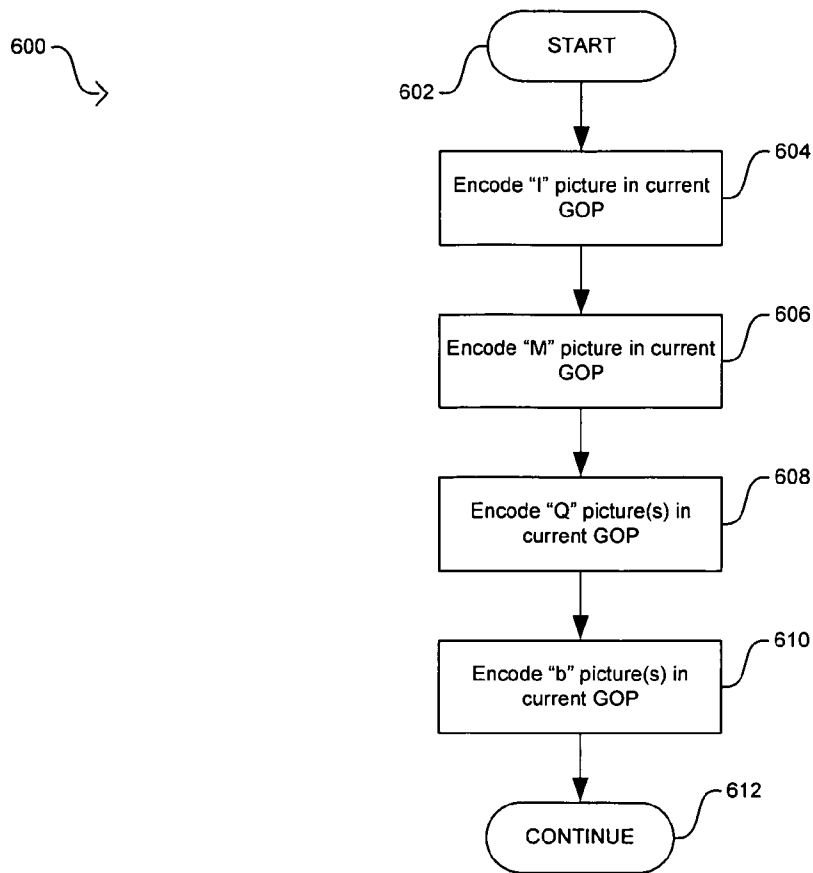 600
START
602
604
Encode “I” picture in current
GOP
606
Encode “M” picture in current
GOP
608
Encode “Q” picture(s) in
current GOP
610
Encode “b” picture(s) in
current GOP
612
CONTINUE